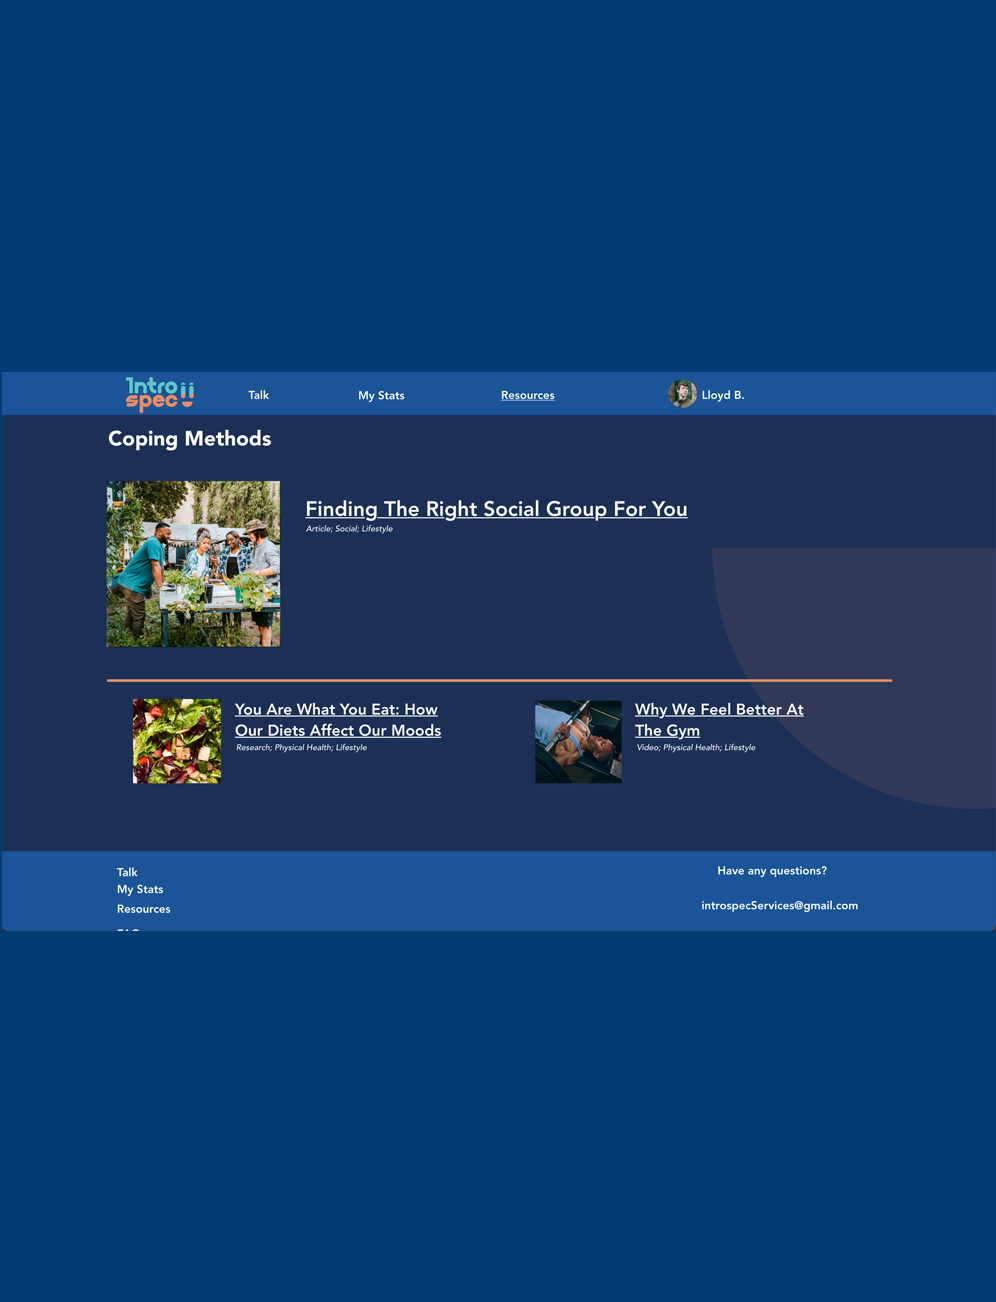 Intro
spec
Talk
My Stats
Resources
Lloyd B.
Coping Methods
Finding The Right Social Group For You
Article; Social; Lifestyle
You Are What You Eat: How
Our Diets Affect Our Moods
Research; Physical Health; Lifestyle
Why We Feel Better At
The Gym
Video; Physical Health; Lifestyle
Talk
My Stats
Resources
Have any questions?
introspecServices@gmail.com